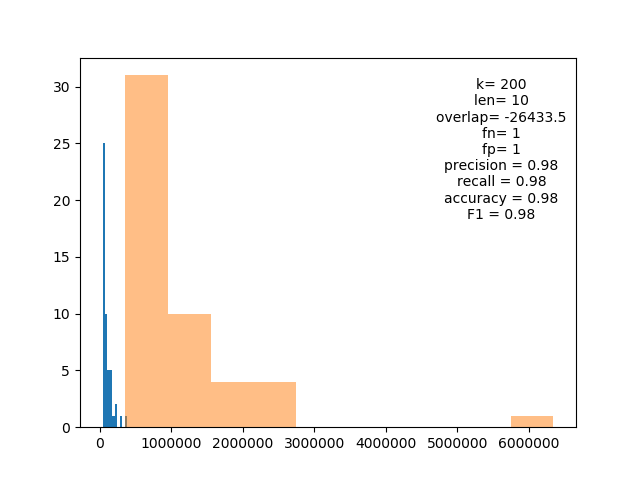 k= 200
len= 10
overlap= -26433.5
fn= 1
fp= 1
precision = 0.98
recall = 0.98
accuracy = 0.98
F1 = 0.98
30
25
20
15
10
5
0
0 1000000 2000000 3000000 4000000 5000000 6000000